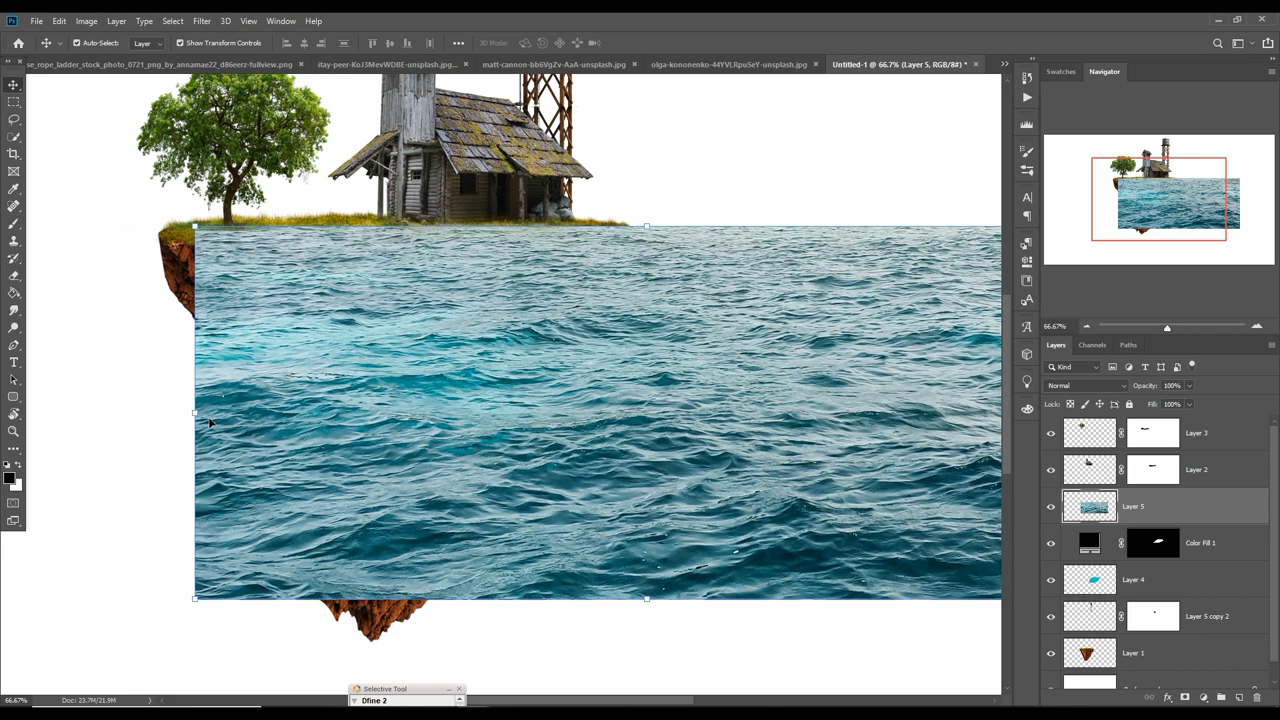 Ps File Edit Image Layer Type Select Filter 3D View Window Help
Auto-Select: Layer Show Transform Controls 3D Mode:
se_rope_ladder_stock_photo_0721_png_by_annamae22_d86eerz-fullview.png × itay-peer-KoJ3MevWDBE-unsplash.jpg... × matt-cannon-bb6VgZv-AaA-unsplash.jpg × olga-kononenko-44YVLRpu5eY-unsplash.jpg × Untitled-1 @ 66.7% (Layer 5, RGB/8#) * ×
Swatches Navigator
66.67%
Layers Channels Paths
Kind
Normal Opacity: 100%
Lock: Fill: 100%
Layer 3
Layer 2
Layer 5
Color Fill 1
Layer 4
Layer 5 copy 2
Layer 1
66.67% Doc: 23.7M/21.9M
Selective Tool
Dfine 2